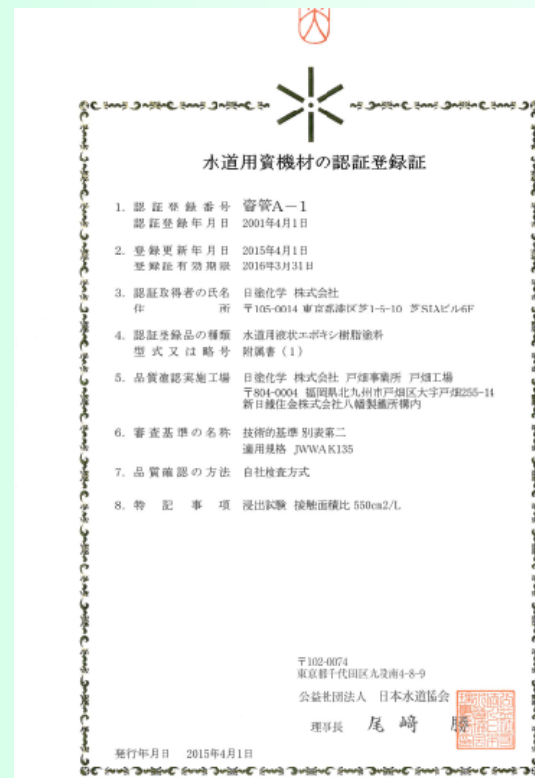 水道用資機材の認証登録証
1. 認証登録番号 審管A－1
認証登録年月日 2001年4月1日
2. 登録更新年月日 2015年4月1日
登録証有効期限 2016年3月31日
3. 認証取得者の氏名 日塗化学 株式会社
住所 〒105-0014 東京都港区芝1-5-10 芝SIAビル6F
4. 認証登録品の種類 水道用液状エポキシ樹脂塗料
型式又は略号 附属書（1）
5. 品質確認実施工場 日塗化学 株式会社 戸畑事業所 戸畑工場
〒804-0004 福岡県北九州市戸畑区大字戸畑255-14
新日鐵住金株式会社八幡製鐵所構内
6. 審査基準の名称 技術的基準 別表第二
適用規格 JWWAK135
7. 品質確認の方法 自社検査方式
8. 特記事項 浸出試験 接触面積比 550cm2/L
〒102-0074
東京都千代田区九段南4-8-9
公益社団法人 日本水道協会
理事長 尾﨑 勝
発行年月日 2015年4月1日